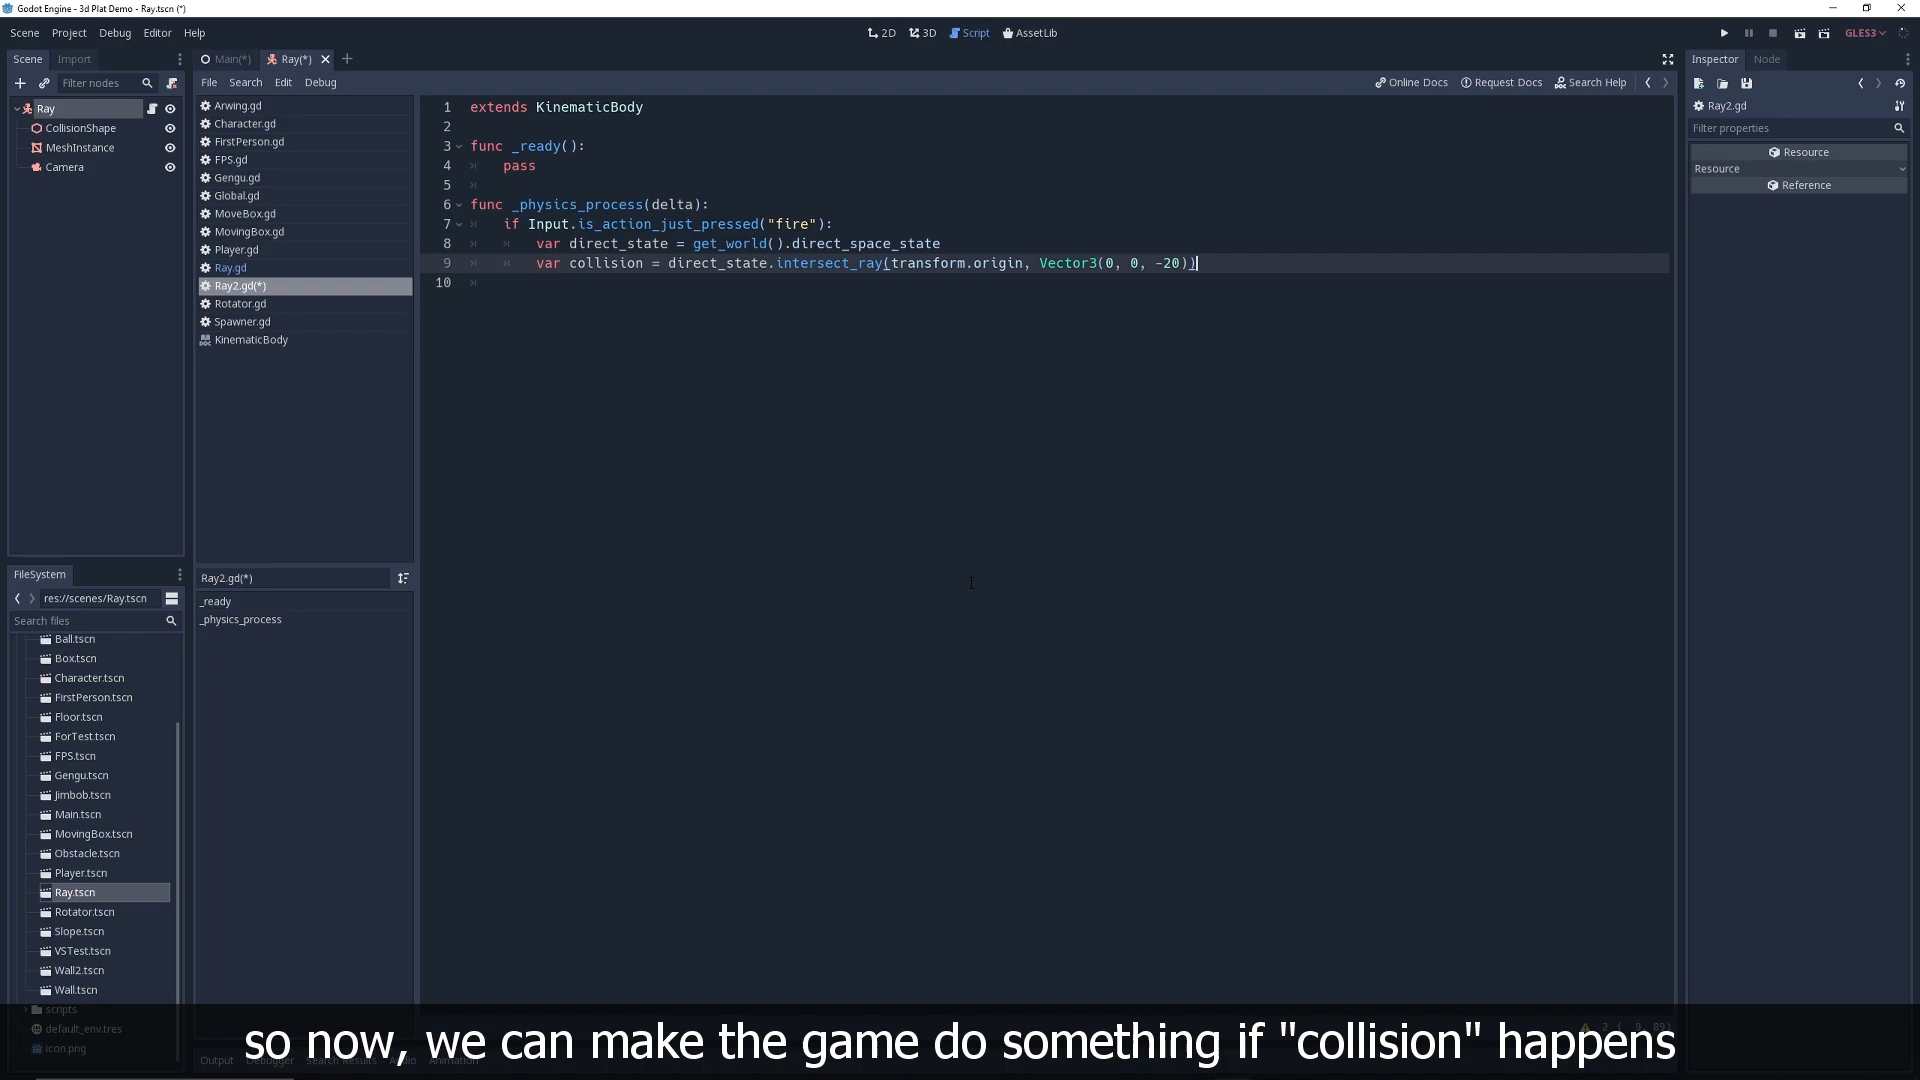 Godot Engine - 3d Plat Demo - Ray.tscn (*)
Scene Project Debug Editor Help
2D 3D Script AssetLib
GLES3
Scene Import
Filter nodes
Ray
CollisionShape
MeshInstance
Camera
Main(*) Ray(*)
File Search Edit Debug
Online Docs Request Docs Search Help
Arwing.gd
Character.gd
FirstPerson.gd
FPS.gd
Gengu.gd
Global.gd
MoveBox.gd
MovingBox.gd
Player.gd
Ray.gd
Ray2.gd(*)
Rotator.gd
Spawner.gd
KinematicBody
Ray2.gd(*)
_ready
_physics_process
1 extends KinematicBody
2
3 func _ready():
4 pass
5
6 func _physics_process(delta):
7 if Input.is_action_just_pressed("fire"):
8 var direct_state = get_world().direct_space_state
9 var collision = direct_state.intersect_ray(transform.origin, Vector3(0, 0, -20))
10
Inspector Node
Ray2.gd
Filter properties
Resource
Resource
Reference
FileSystem
res://scenes/Ray.tscn
Search files
Ball.tscn
Box.tscn
Character.tscn
FirstPerson.tscn
Floor.tscn
ForTest.tscn
FPS.tscn
Gengu.tscn
Jimbob.tscn
Main.tscn
MovingBox.tscn
Obstacle.tscn
Player.tscn
Ray.tscn
Rotator.tscn
Slope.tscn
VSTest.tscn
Wall2.tscn
Wall.tscn
scripts
default_env.tres
icon.png
Output Debugger Search Results Audio Animation
so now, we can make the game do something if "collision" happens